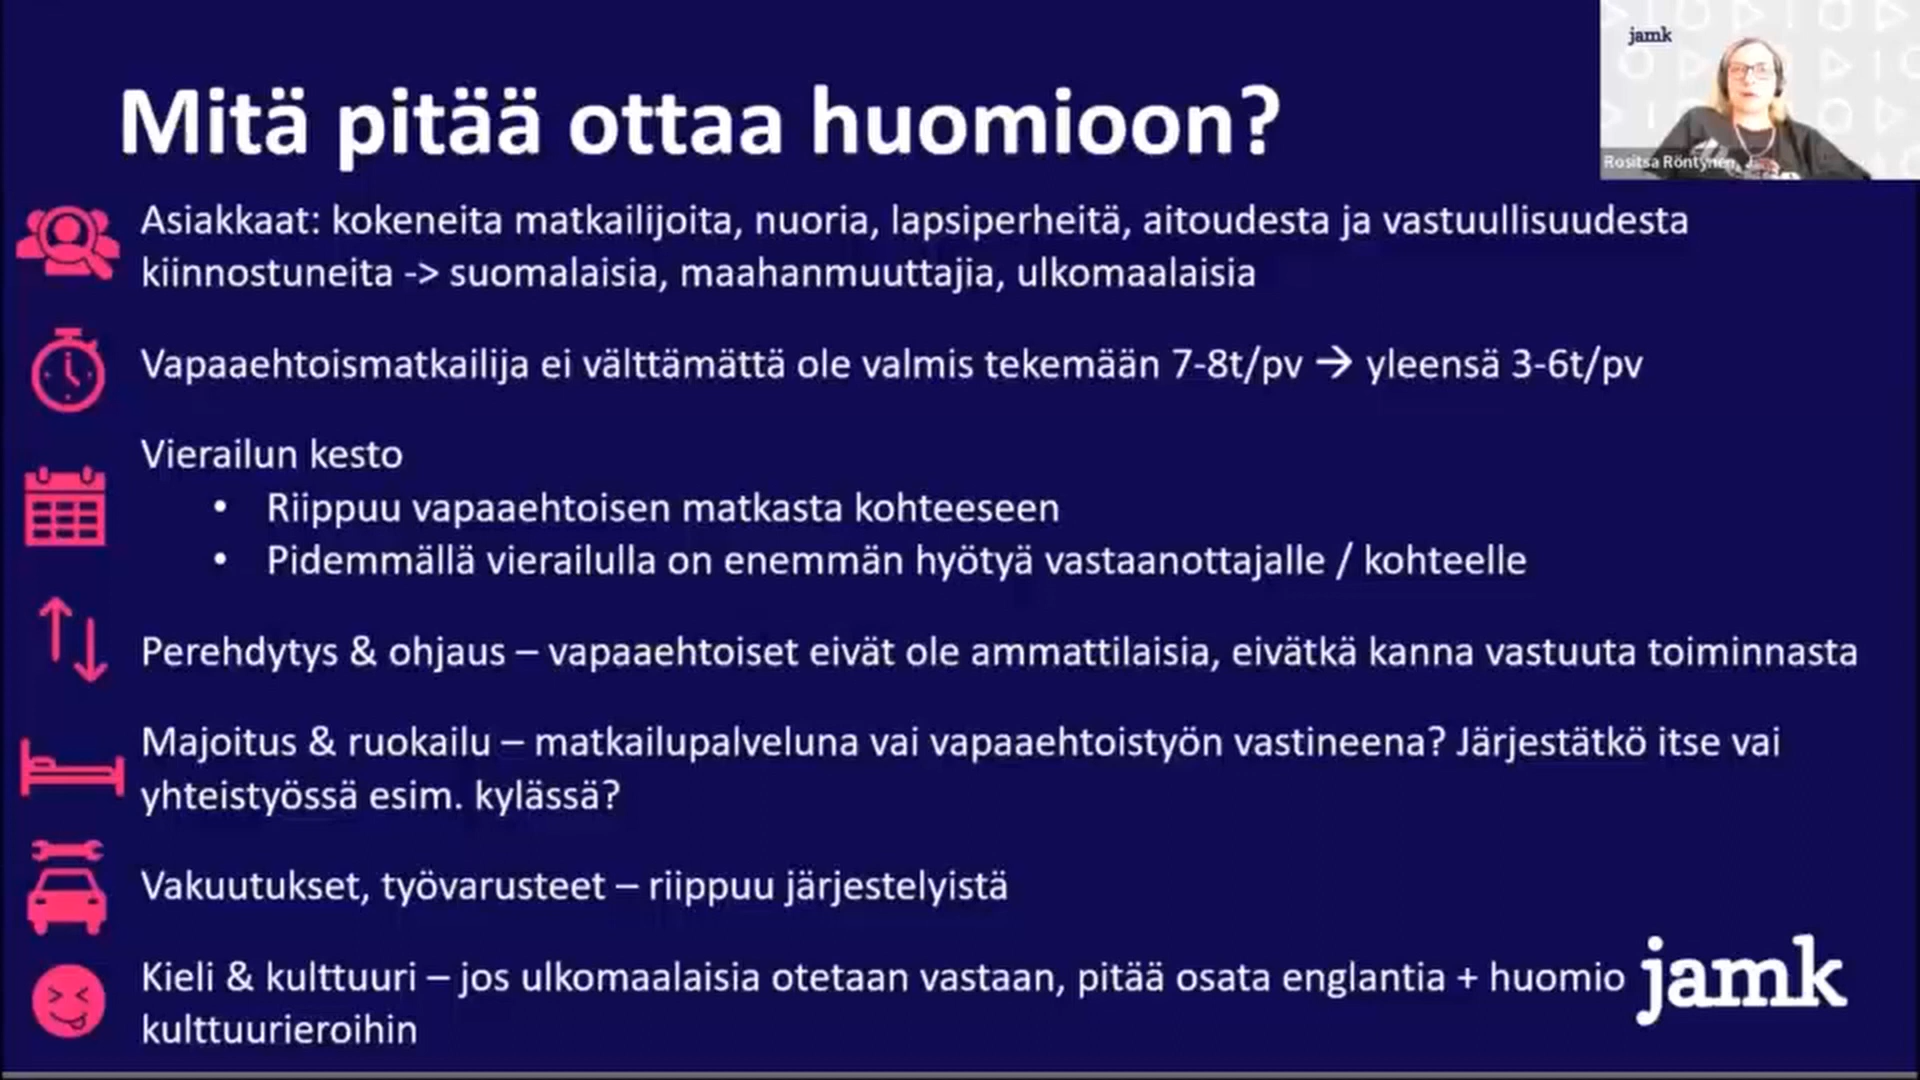 jamk
Mitä pitää ottaa huomioon?
Rositsa Röntynen, J
Asiakkaat: kokeneita matkailijoita, nuoria, lapsiperheitä, aitoudesta ja vastuullisuudesta
kiinnostuneita -> suomalaisia, maahanmuuttajia, ulkomaalaisia
Vapaaehtoismatkailija ei välttämättä ole valmis tekemään 7-8t/pv → yleensä 3-6t/pv
Vierailun kesto
• Riippuu vapaaehtoisen matkasta kohteeseen
• Pidemmällä vierailulla on enemmän hyötyä vastaanottajalle / kohteelle
Perehdytys & ohjaus – vapaaehtoiset eivät ole ammattilaisia, eivätkä kanna vastuuta toiminnasta
Majoitus & ruokailu – matkailupalveluna vai vapaaehtoistyön vastineena? Järjestätkö itse vai
yhteistyössä esim. kylässä?
Vakuutukset, työvarusteet – riippuu järjestelyistä
Kieli & kulttuuri – jos ulkomaalaisia otetaan vastaan, pitää osata englantia + huomio
kulttuurieroihin
jamk